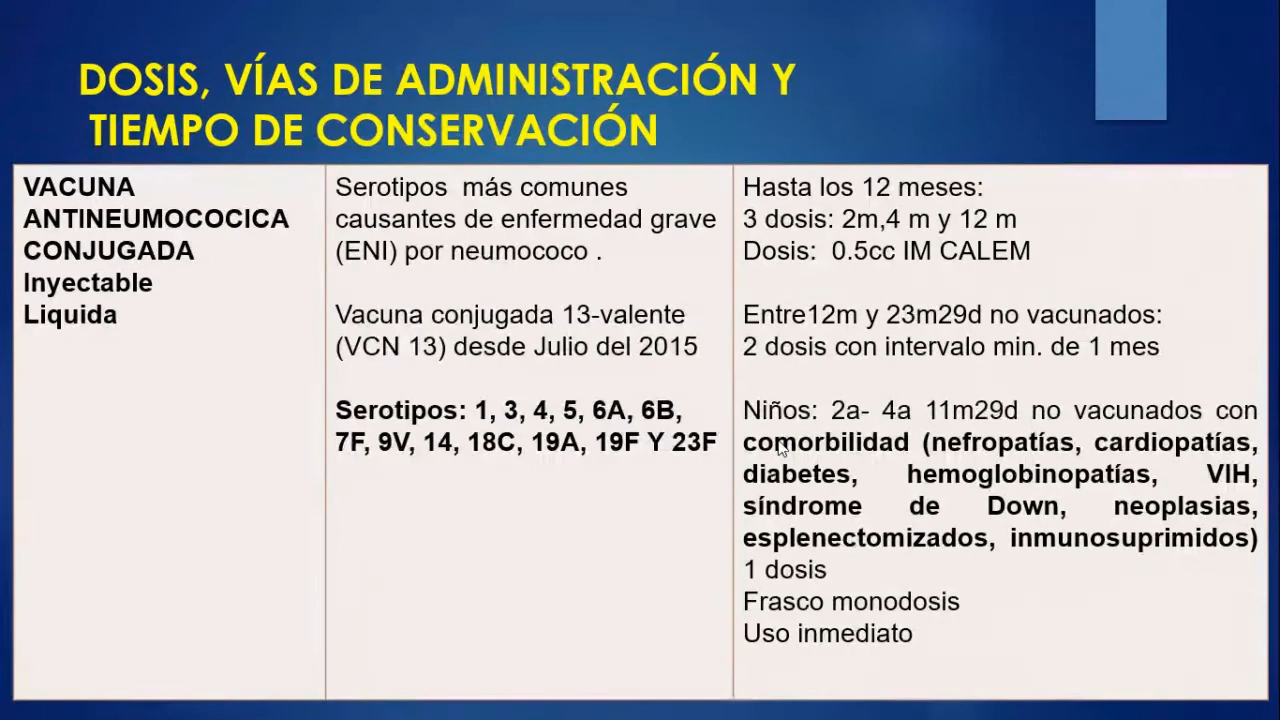 DOSIS, VÍAS DE ADMINISTRACIÓN Y
TIEMPO DE CONSERVACIÓN
VACUNA
ANTINEUMOCOCICA
CONJUGADA
Inyectable
Liquida
Serotipos más comunes
causantes de enfermedad grave
(ENI) por neumococo .
Vacuna conjugada 13-valente
(VCN 13) desde Julio del 2015
Serotipos: 1, 3, 4, 5, 6A, 6B,
7F, 9V, 14, 18C, 19A, 19F Y 23F
Hasta los 12 meses:
3 dosis: 2m,4 m y 12 m
Dosis: 0.5cc IM CALEM
Entre12m y 23m29d no vacunados:
2 dosis con intervalo min. de 1 mes
Niños: 2a- 4a 11m29d no vacunados con
comorbilidad (nefropatías, cardiopatías,
diabetes, hemoglobinopatías, VIH,
síndrome de Down, neoplasias,
esplenectomizados, inmunosuprimidos)
1 dosis
Frasco monodosis
Uso inmediato